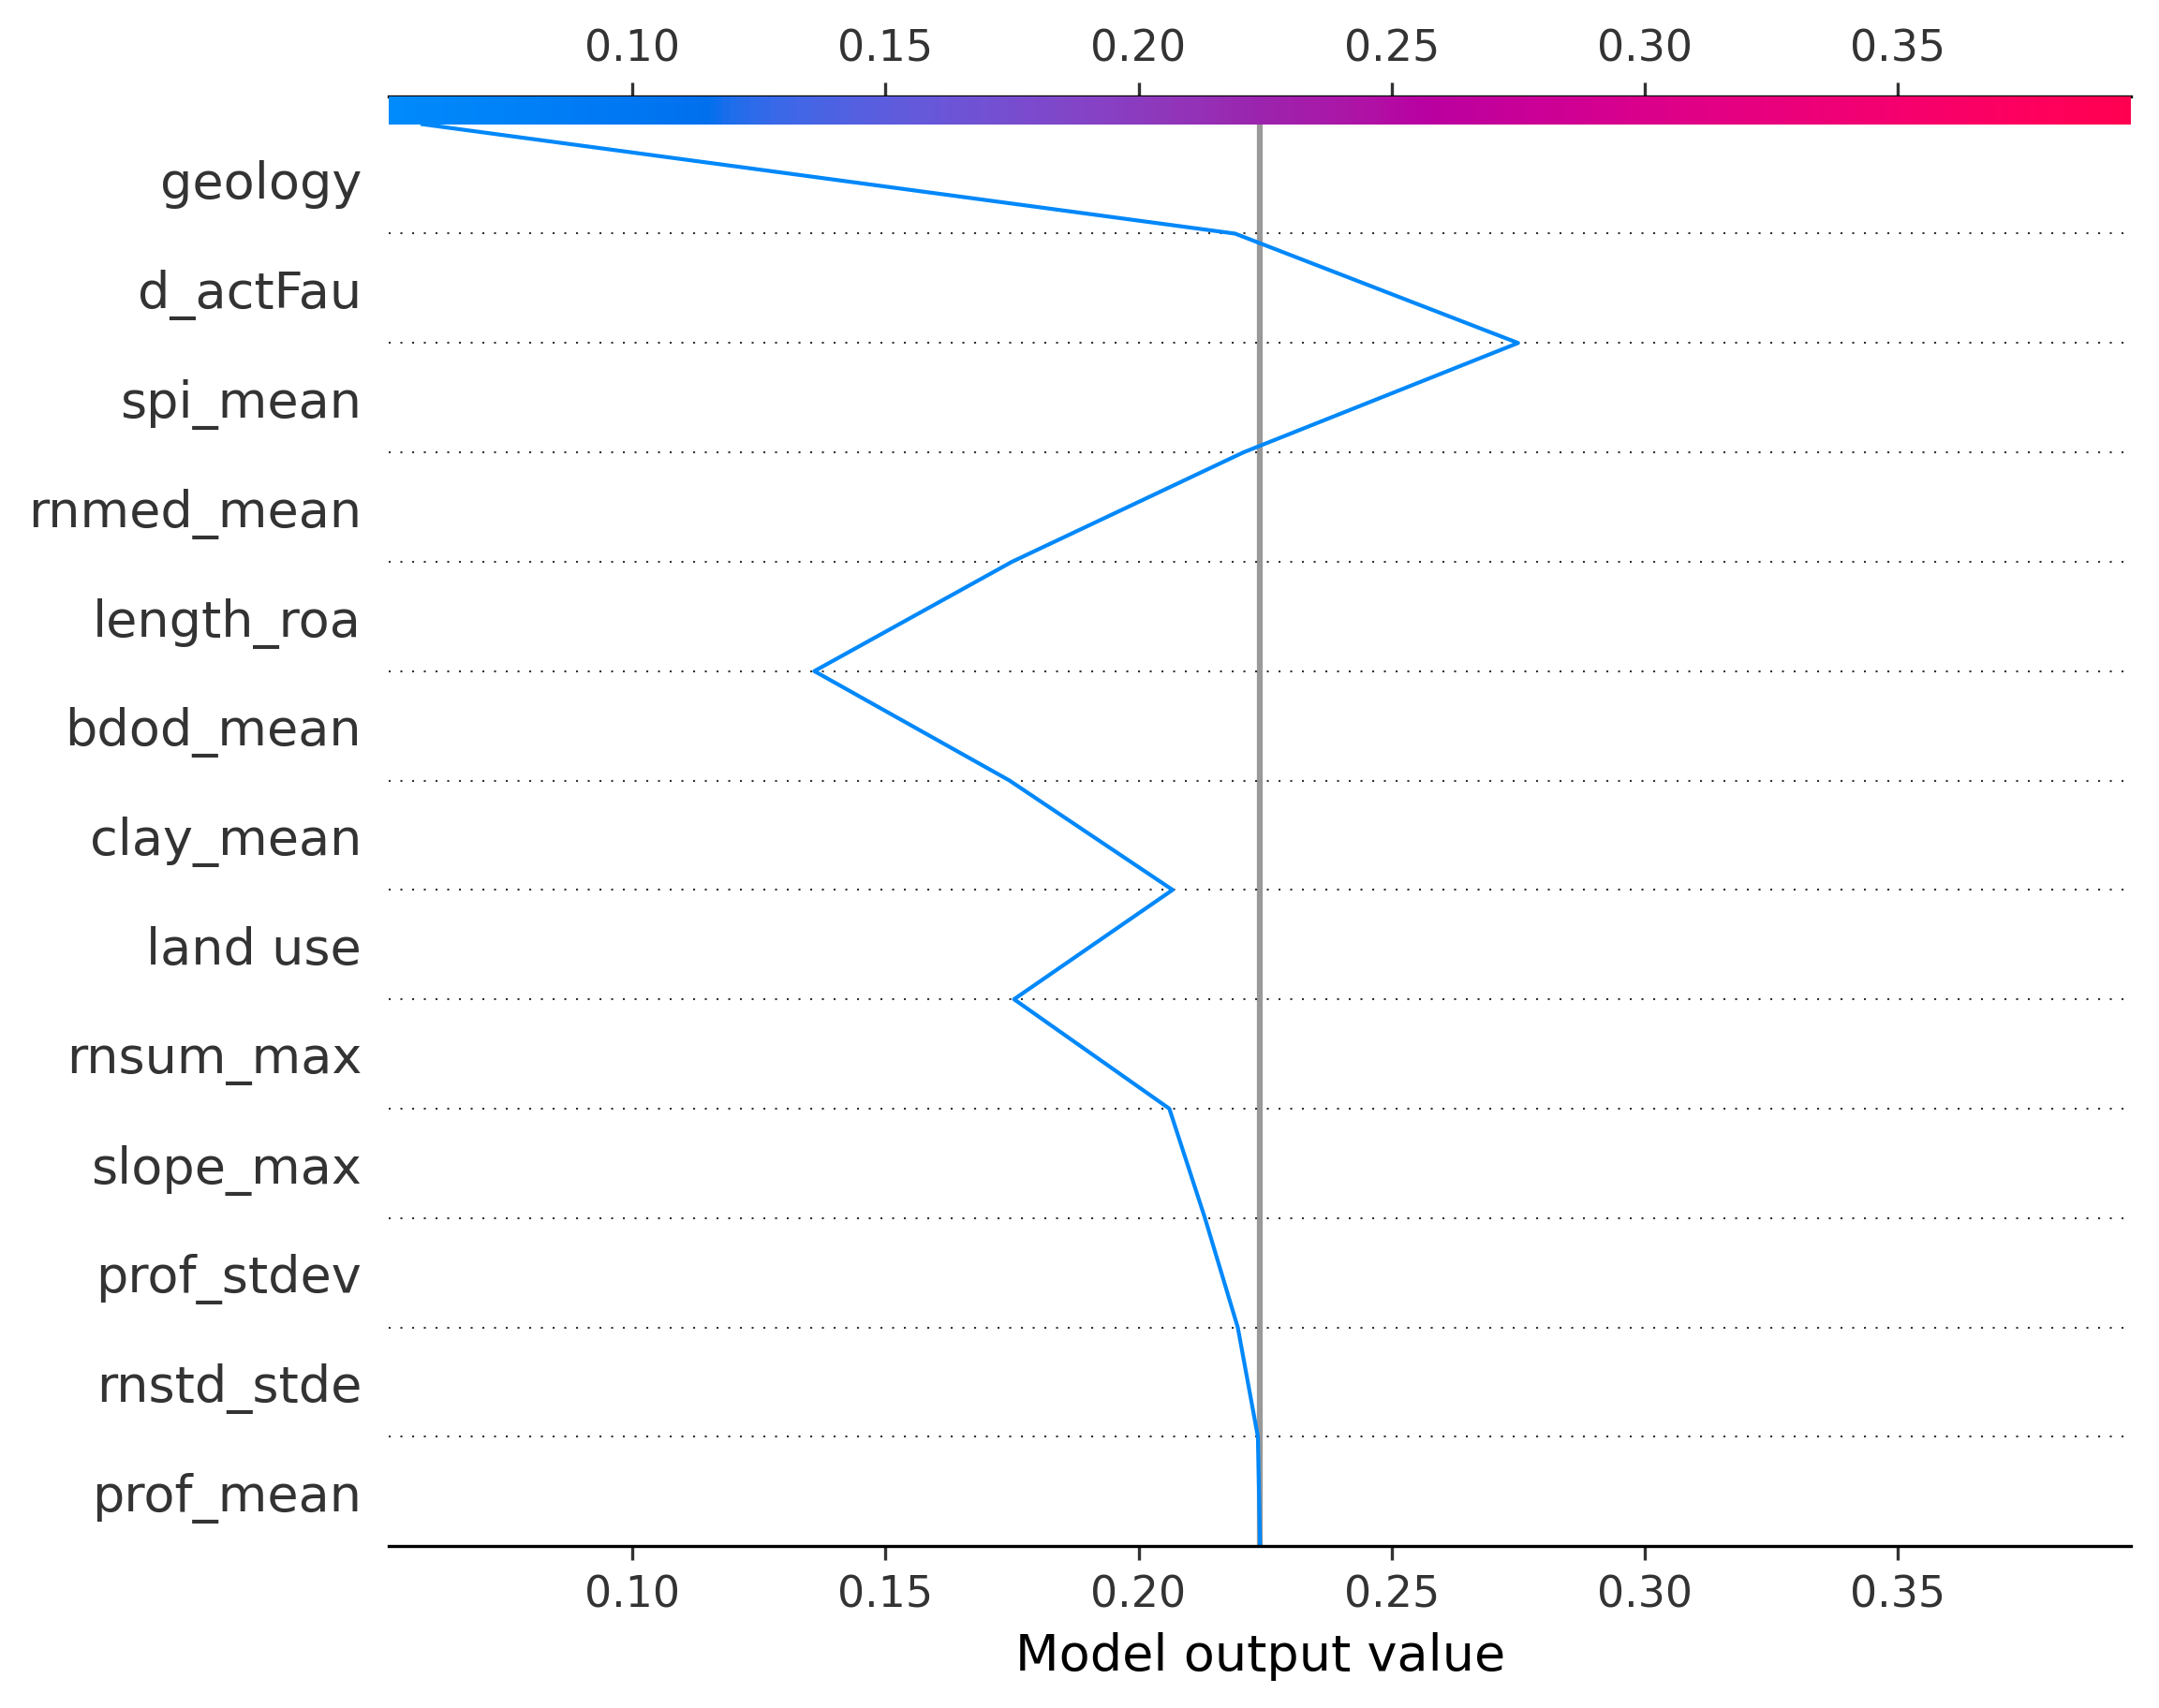 0.10 0.15 0.20 0.25 0.30 0.35
geology
d_actFau
spi_mean
rnmed_mean
length_roa
bdod_mean
clay_mean
land use
rnsum_max
slope_max
prof_stdev
rnstd_stde
prof_mean
0.10 0.15 0.20 0.25 0.30 0.35
Model output value